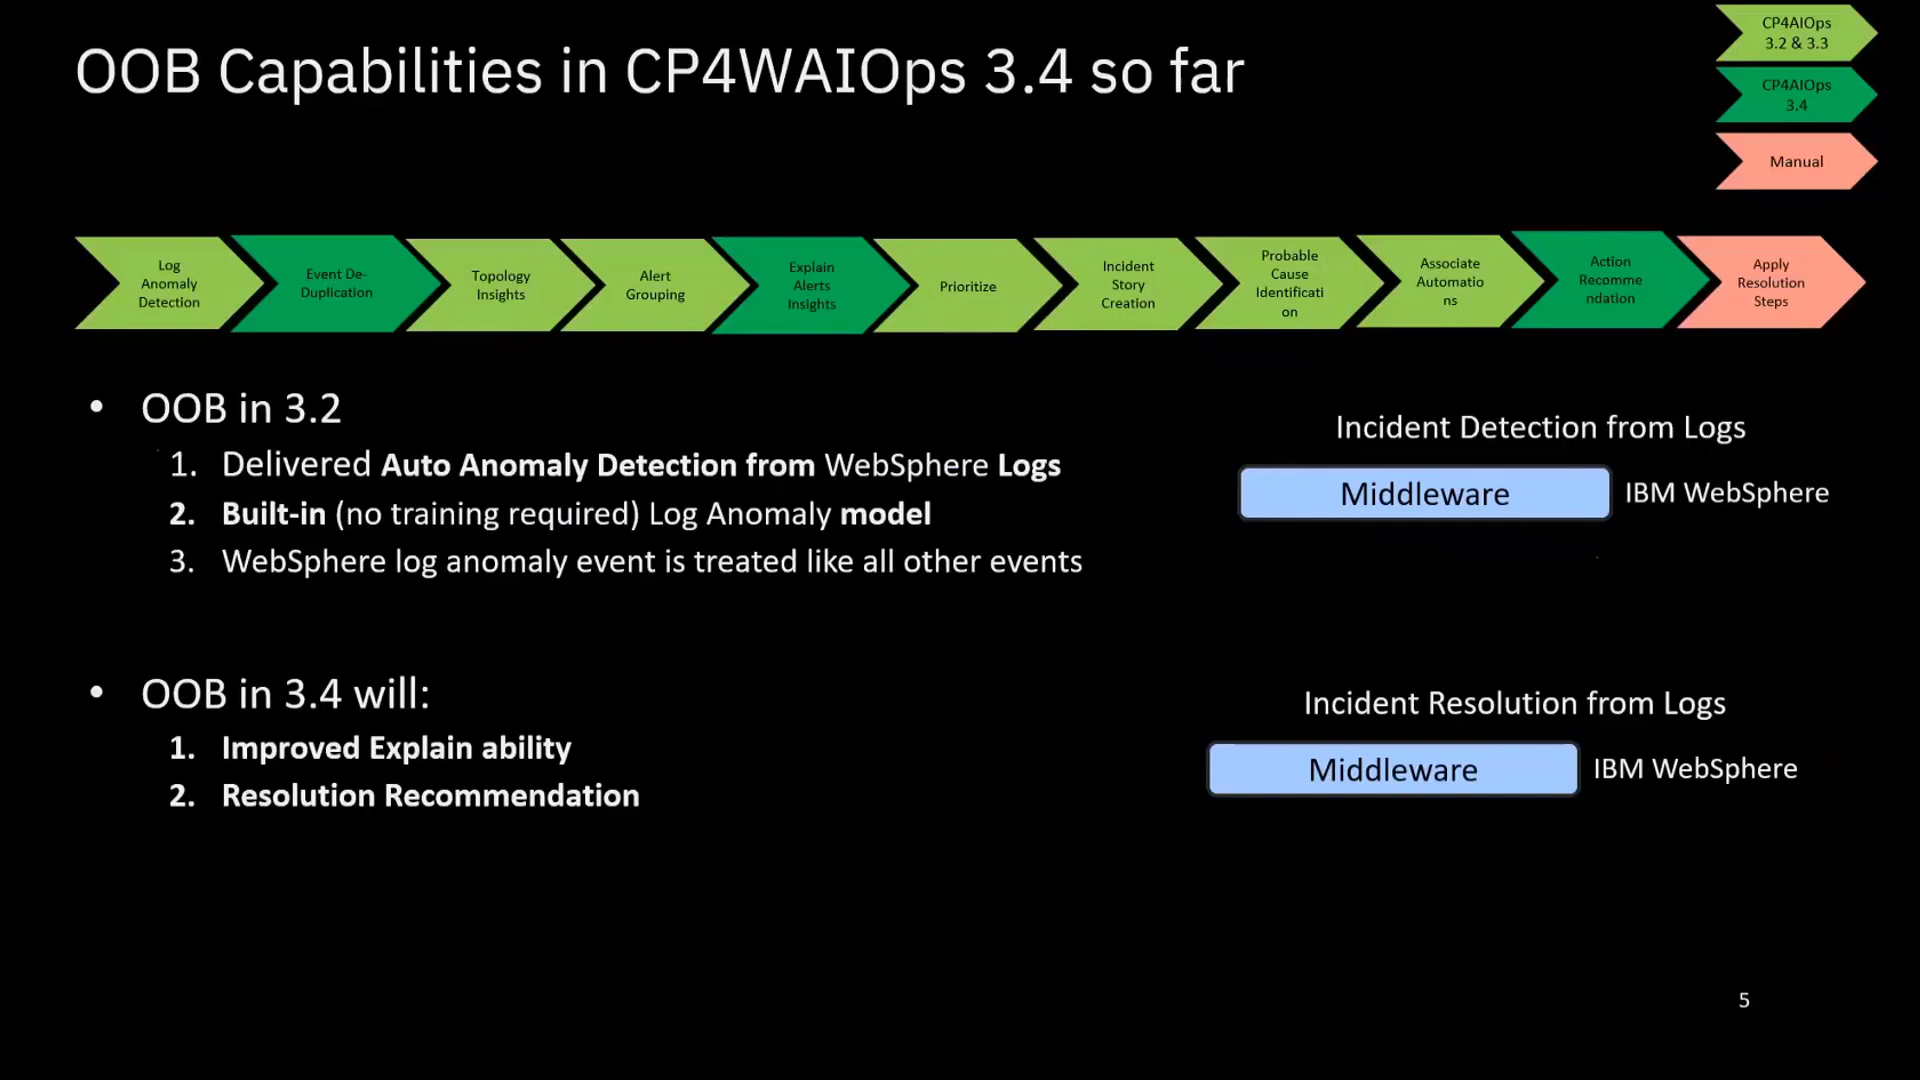 OOB Capabilities in CP4WAIOps 3.4 so far
CP4AIOps
3.2 & 3.3
CP4AIOps
3.4
Manual
Log
Anomaly
Detection
Event De-
Duplication
Topology
Insights
Alert
Grouping
Explain
Alerts
Insights
Prioritize
Incident
Story
Creation
Probable
Cause
Identificati
on
Associate
Automatio
ns
Action
Recomme
ndation
Apply
Resolution
Steps
• OOB in 3.2
1. Delivered Auto Anomaly Detection from WebSphere Logs
2. Built-in (no training required) Log Anomaly model
3. WebSphere log anomaly event is treated like all other events
Incident Detection from Logs
Middleware
IBM WebSphere
• OOB in 3.4 will:
1. Improved Explain ability
2. Resolution Recommendation
Incident Resolution from Logs
Middleware
IBM WebSphere
5